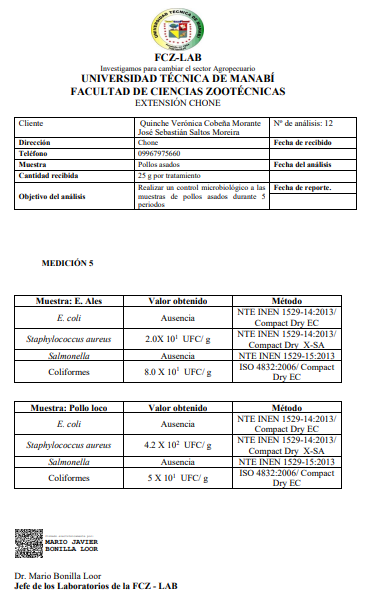 FCZ-LAB
Investigamos para cambiar el sector Agropecuario
UNIVERSIDAD TÉCNICA DE MANABÍ
FACULTAD DE CIENCIAS ZOOTÉCNICAS
EXTENSIÓN CHONE
Cliente Quinche Verónica Cobeña Morante Nº de análisis: 12
José Sebastián Saltos Moreira
Dirección Chone Fecha de recibido
Teléfono 09967975660
Muestra Pollos asados Fecha del análisis
Cantidad recibida 25 g por tratamiento
Objetivo del análisis Realizar un control microbiológico a las Fecha de reporte.
muestras de pollos asados durante 5
periodos
MEDICIÓN 5
Muestra: E. Ales Valor obtenido Método
E. coli Ausencia NTE INEN 1529-14:2013/
Compact Dry EC
Staphylococcus aureus 2.0X 10¹ UFC/ g NTE INEN 1529-14:2013/
Compact Dry X-SA
Salmonella Ausencia NTE INEN 1529-15:2013
Coliformes 8.0 X 10¹ UFC/ g ISO 4832:2006/ Compact
Dry EC
Muestra: Pollo loco Valor obtenido Método
E. coli Ausencia NTE INEN 1529-14:2013/
Compact Dry EC
Staphylococcus aureus 4.2 X 10² UFC/ g NTE INEN 1529-14:2013/
Compact Dry X-SA
Salmonella Ausencia NTE INEN 1529-15:2013
Coliformes 5 X 10¹ UFC/ g ISO 4832:2006/ Compact
Dry EC
MARIO JAVIER
BONILLA LOOR
Dr. Mario Bonilla Loor
Jefe de los Laboratorios de la FCZ - LAB